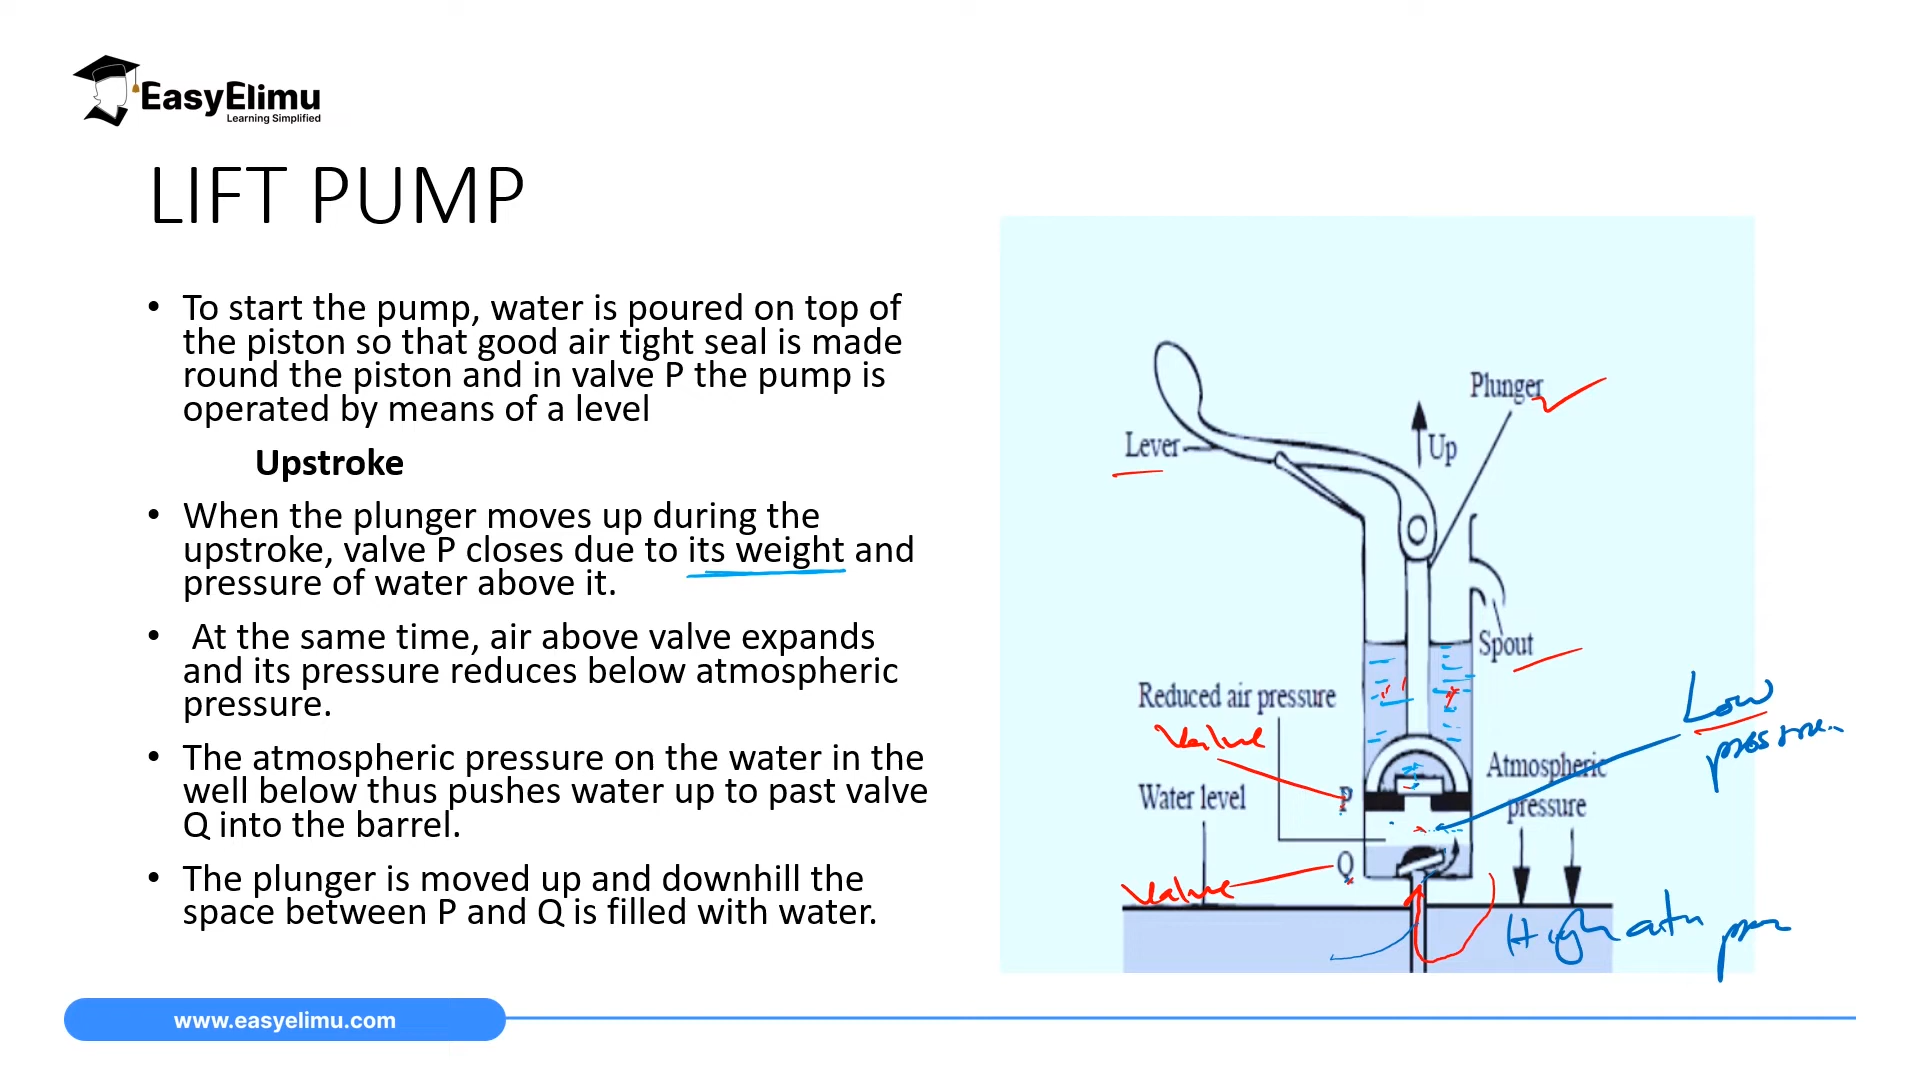 EasyElimu
Learning Simplified
LIFT PUMP
• To start the pump, water is poured on top of
the piston so that good air tight seal is made
round the piston and in valve P the pump is
operated by means of a level
Upstroke
• When the plunger moves up during the
upstroke, valve P closes due to its weight and
pressure of water above it.
• At the same time, air above valve expands
and its pressure reduces below atmospheric
pressure.
• The atmospheric pressure on the water in the
well below thus pushes water up to past valve
Q into the barrel.
• The plunger is moved up and downhill the
space between P and Q is filled with water.
Plunger
Up
Lever
Spout
Reduced air pressure
Valve
Low
pressure
Atmospheric
pressure
Water level
P
Q
Valve
High atm
www.easyelimu.com